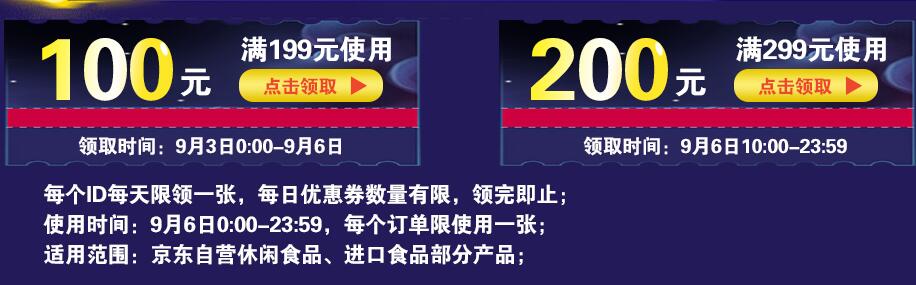 100元 满199元使用
点击领取
领取时间：9月3日0:00-9月6日
200元 满299元使用
点击领取
领取时间：9月6日10:00-23:59
每个ID每天限领一张，每日优惠券数量有限，领完即止；
使用时间：9月6日0:00-23:59，每个订单限使用一张；
适用范围：京东自营休闲食品、进口食品部分产品；